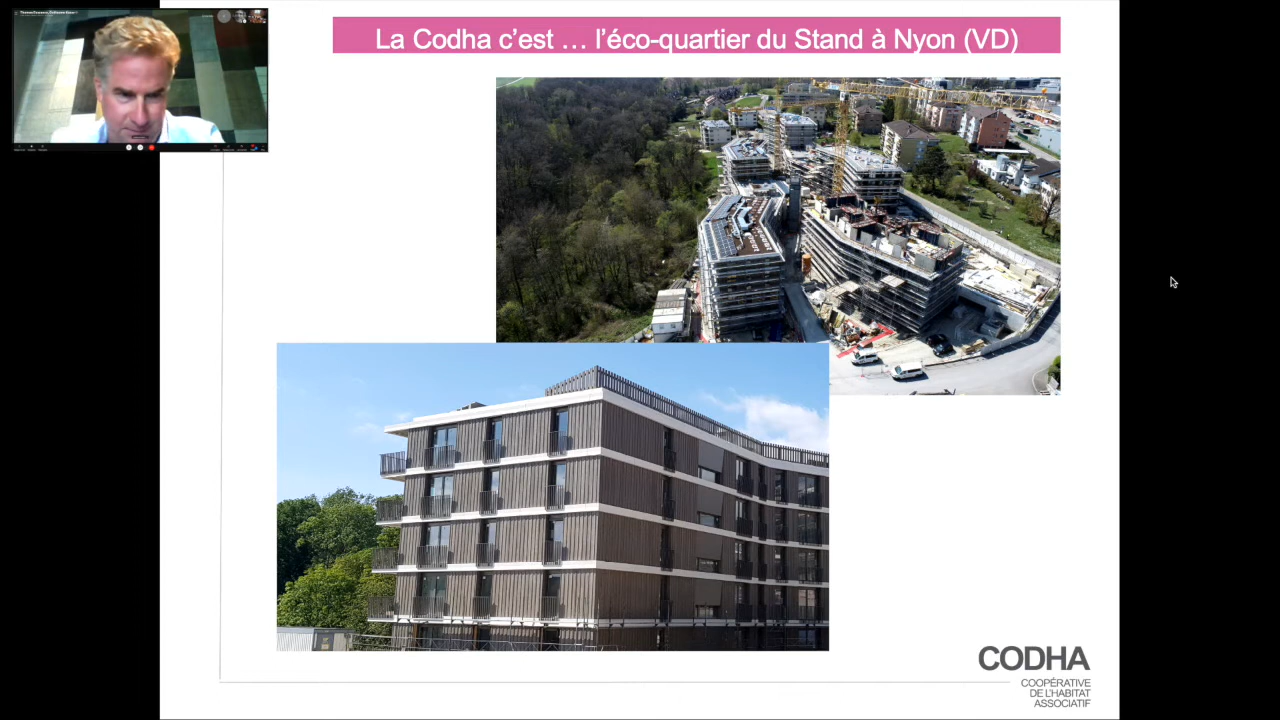 La Codha c’est … l’éco-quartier du Stand à Nyon (VD)
CODHA
COOPÉRATIVE
DE L'HABITAT
ASSOCIATIF